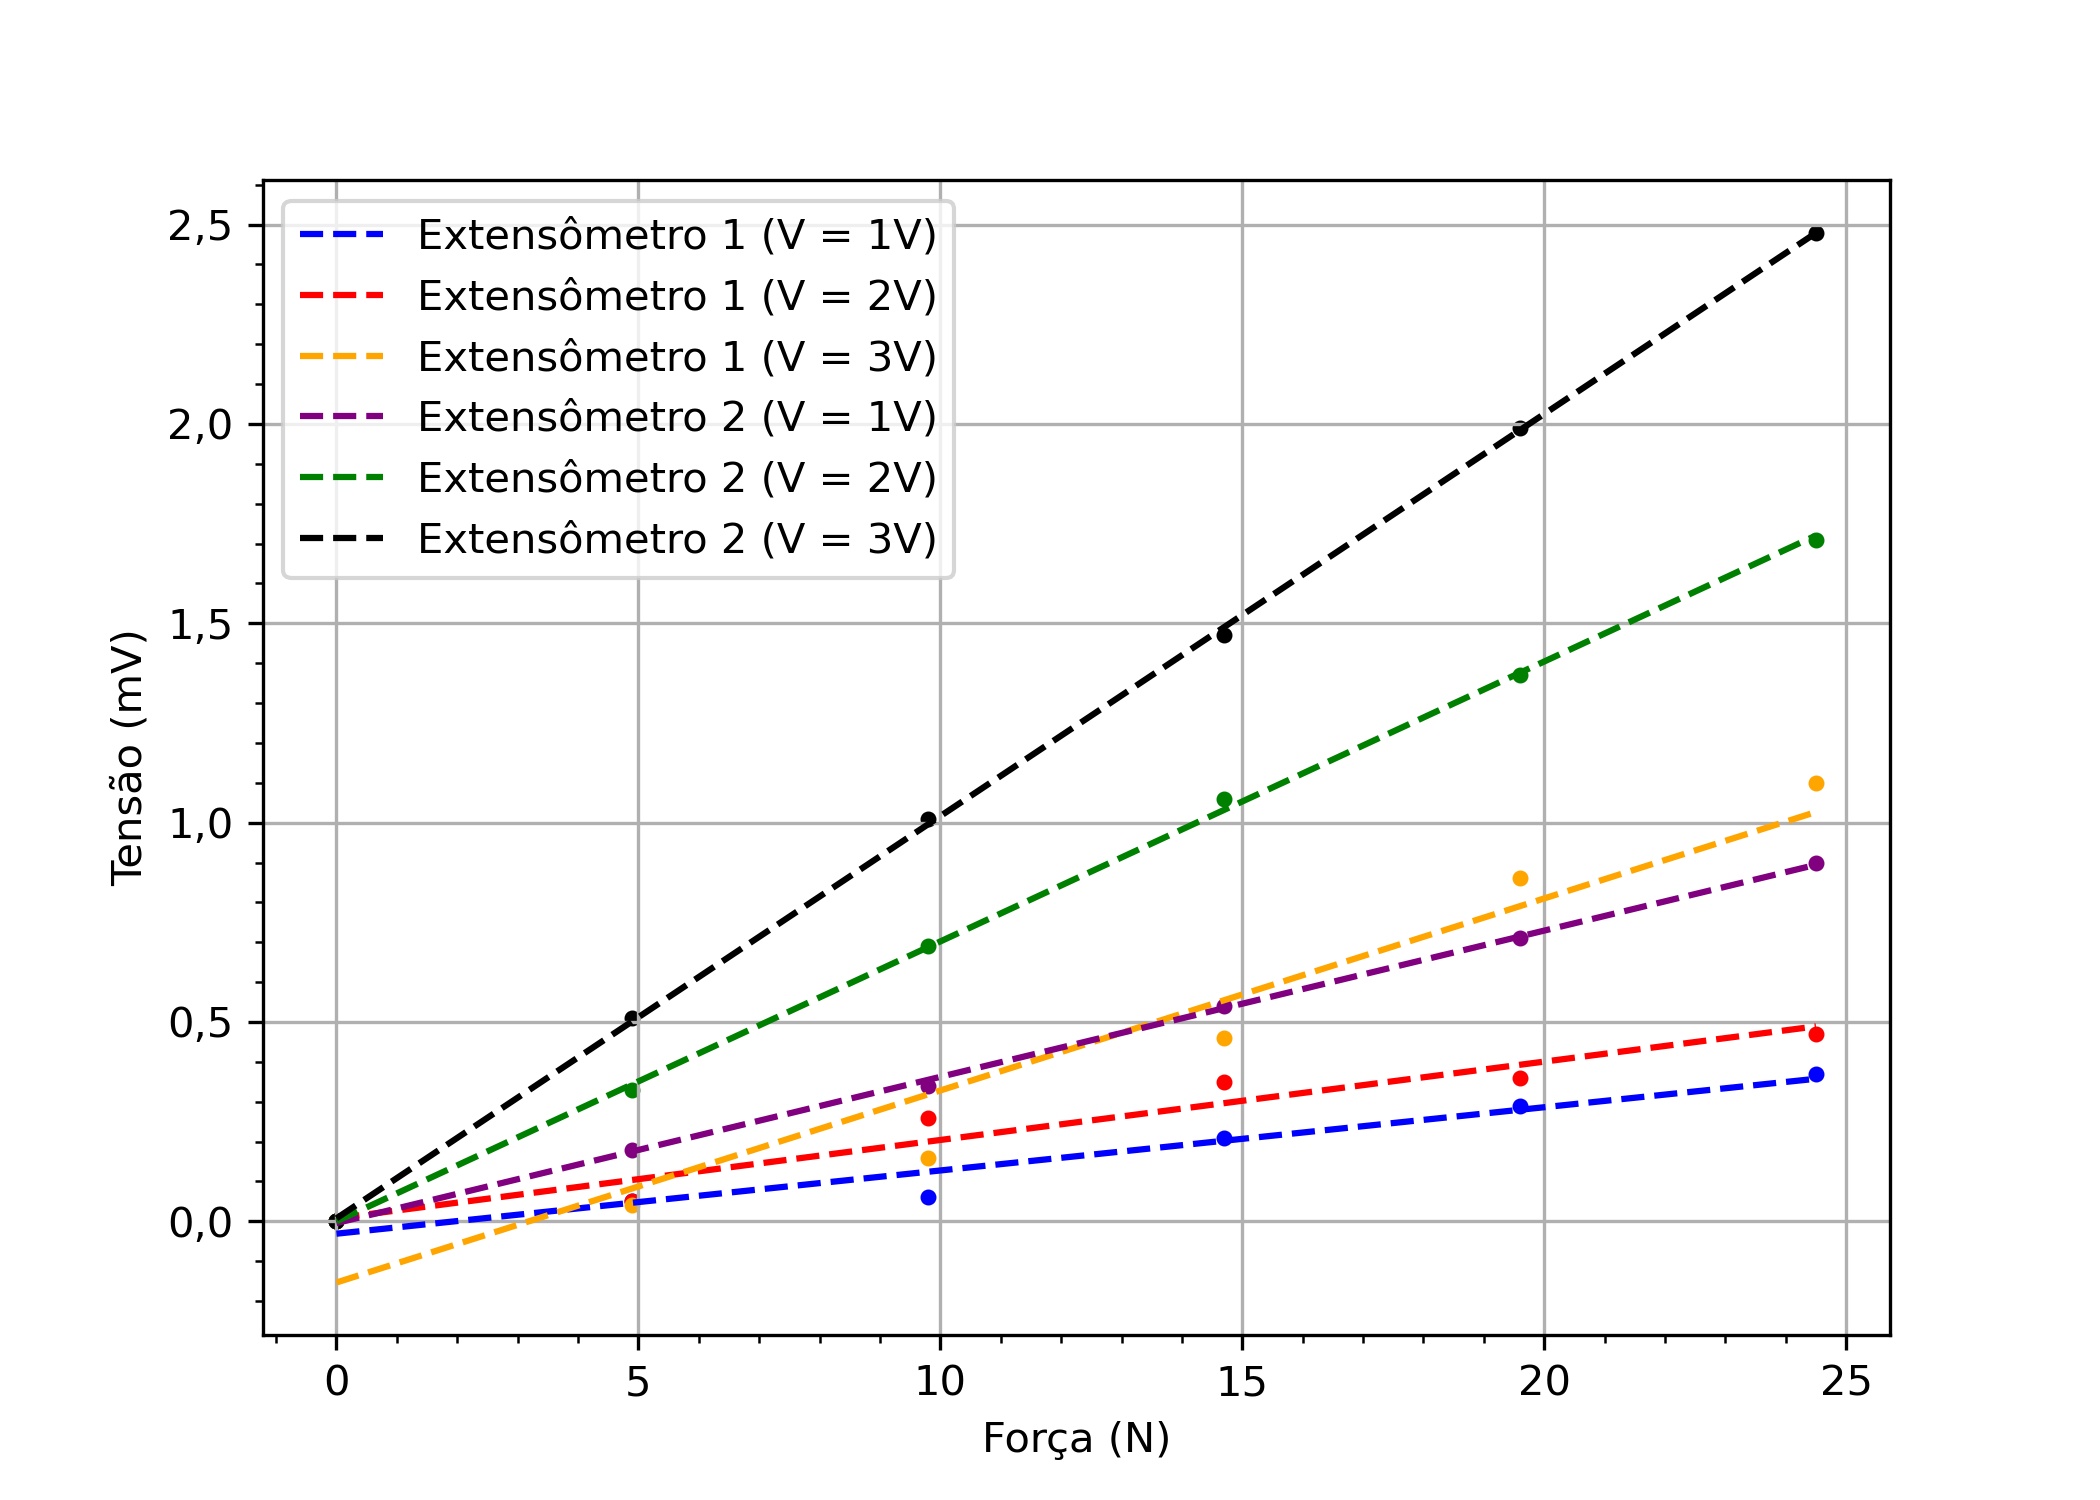 Extensômetro 1 (V = 1V)
Extensômetro 1 (V = 2V)
Extensômetro 1 (V = 3V)
Extensômetro 2 (V = 1V)
Extensômetro 2 (V = 2V)
Extensômetro 2 (V = 3V)
2,5
2,0
1,5
1,0
0,5
0,0
Tensão (mV)
0 5 10 15 20 25
Força (N)